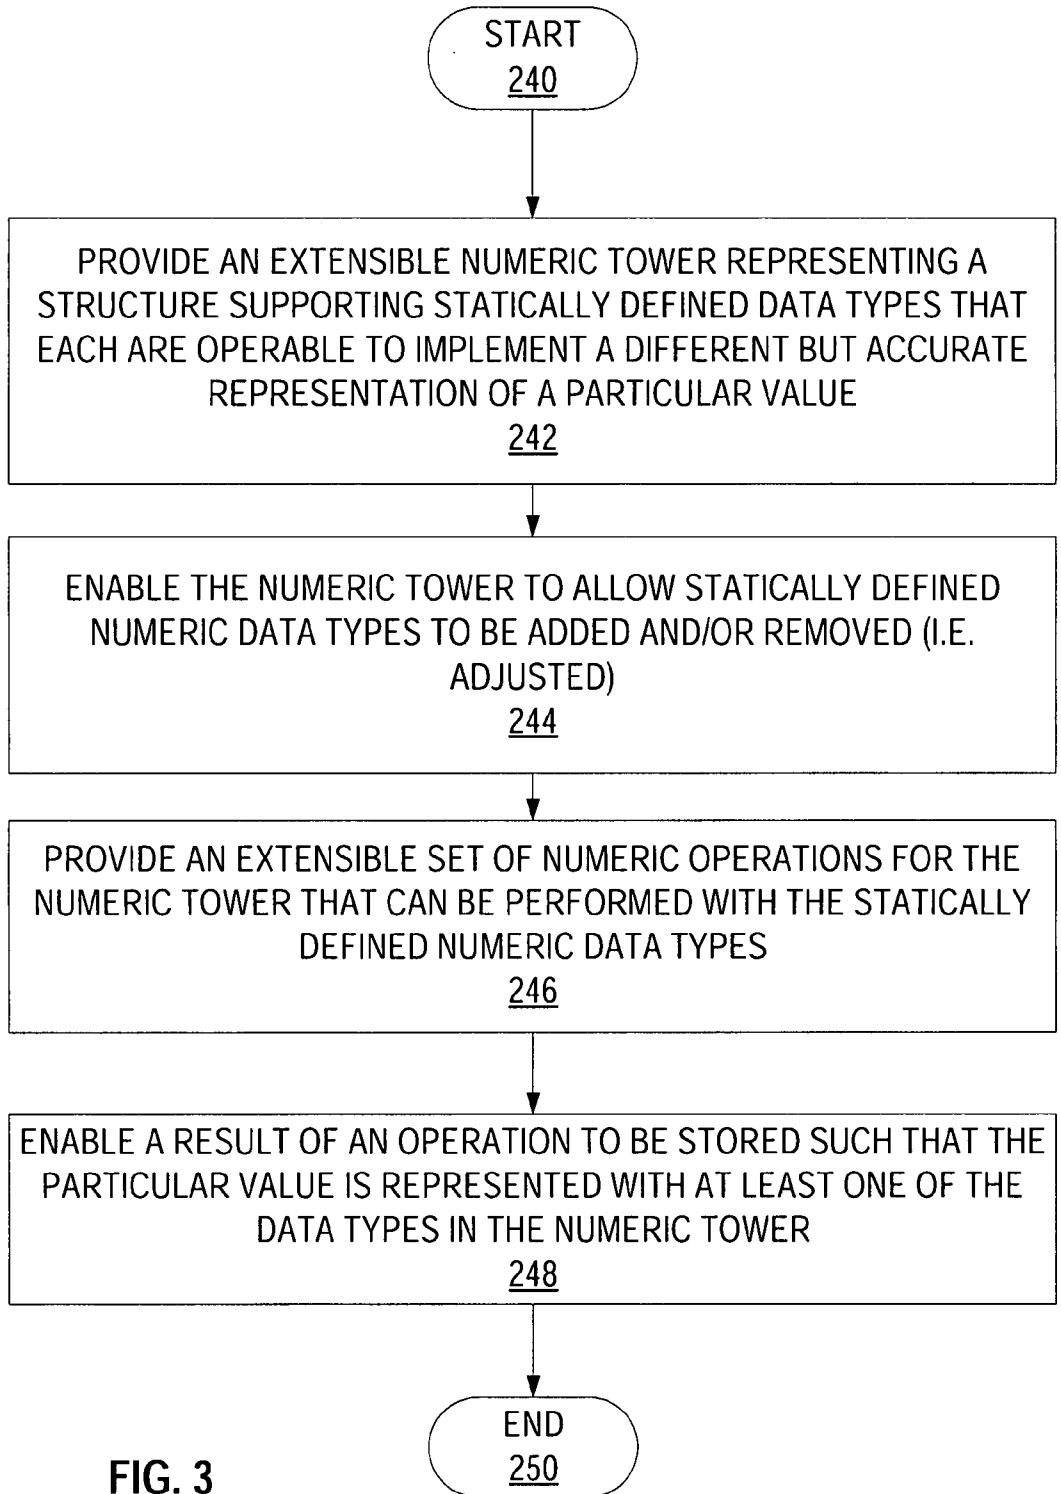 START
240
PROVIDE AN EXTENSIBLE NUMERIC TOWER REPRESENTING A
STRUCTURE SUPPORTING STATICALLY DEFINED DATA TYPES THAT
EACH ARE OPERABLE TO IMPLEMENT A DIFFERENT BUT ACCURATE
REPRESENTATION OF A PARTICULAR VALUE
242
ENABLE THE NUMERIC TOWER TO ALLOW STATICALLY DEFINED
NUMERIC DATA TYPES TO BE ADDED AND/OR REMOVED (I.E.
ADJUSTED)
244
PROVIDE AN EXTENSIBLE SET OF NUMERIC OPERATIONS FOR THE
NUMERIC TOWER THAT CAN BE PERFORMED WITH THE STATICALLY
DEFINED NUMERIC DATA TYPES
246
ENABLE A RESULT OF AN OPERATION TO BE STORED SUCH THAT THE
PARTICULAR VALUE IS REPRESENTED WITH AT LEAST ONE OF THE
DATA TYPES IN THE NUMERIC TOWER
248
END
250
FIG. 3